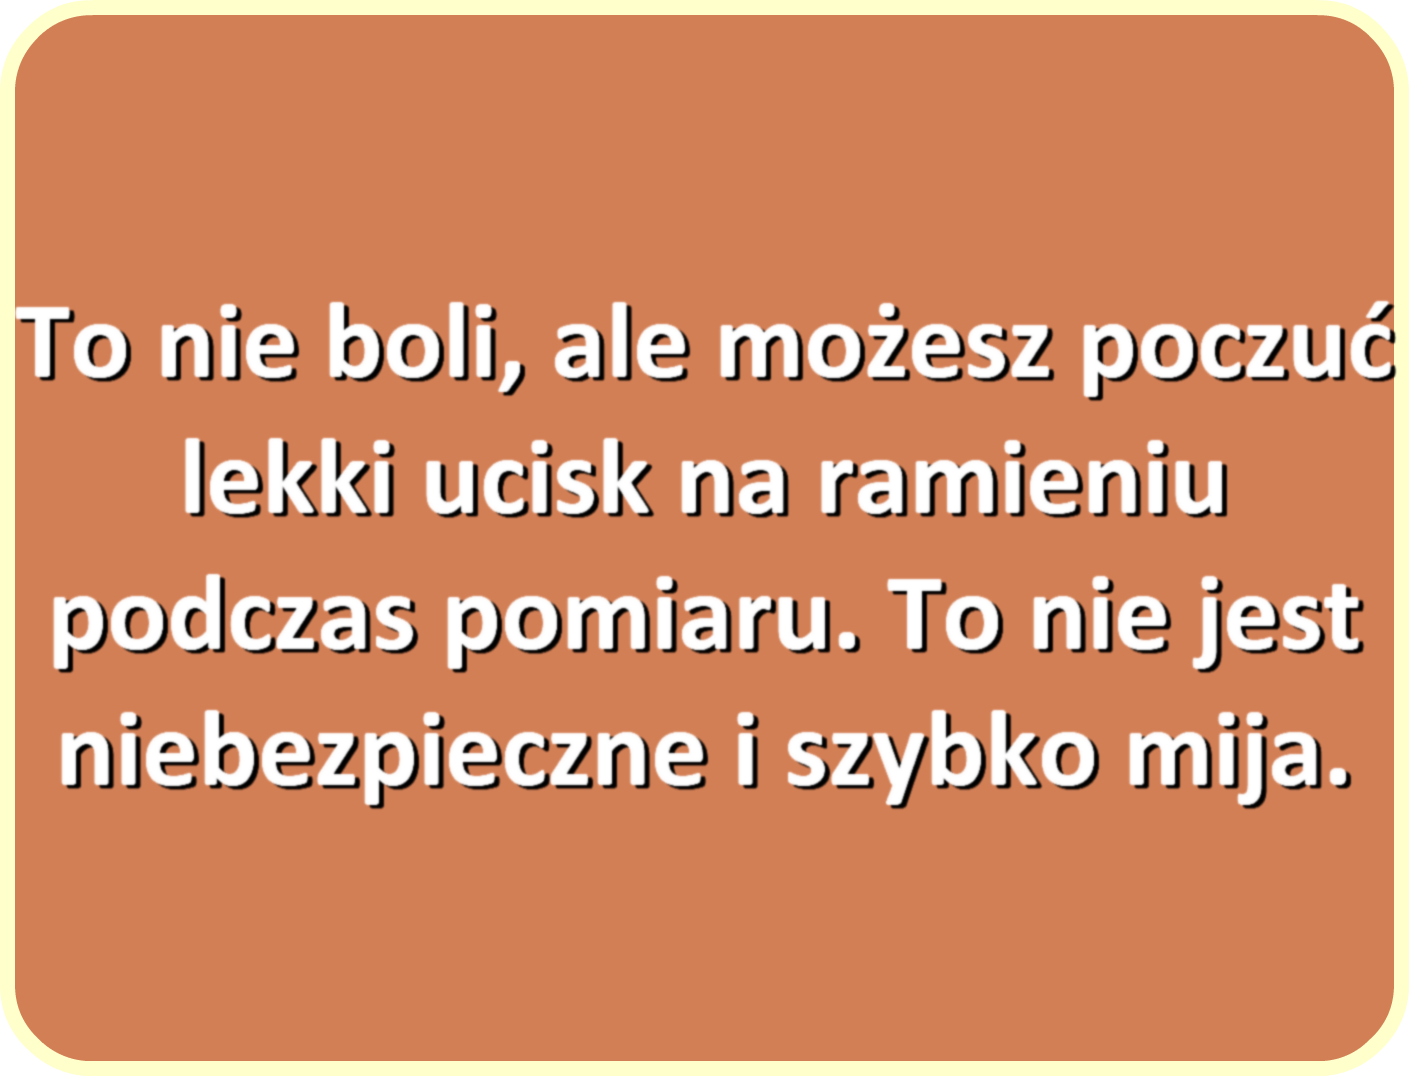 To nie boli, ale możesz poczuć
lekki ucisk na ramieniu
podczas pomiaru. To nie jest
niebezpieczne i szybko mija.